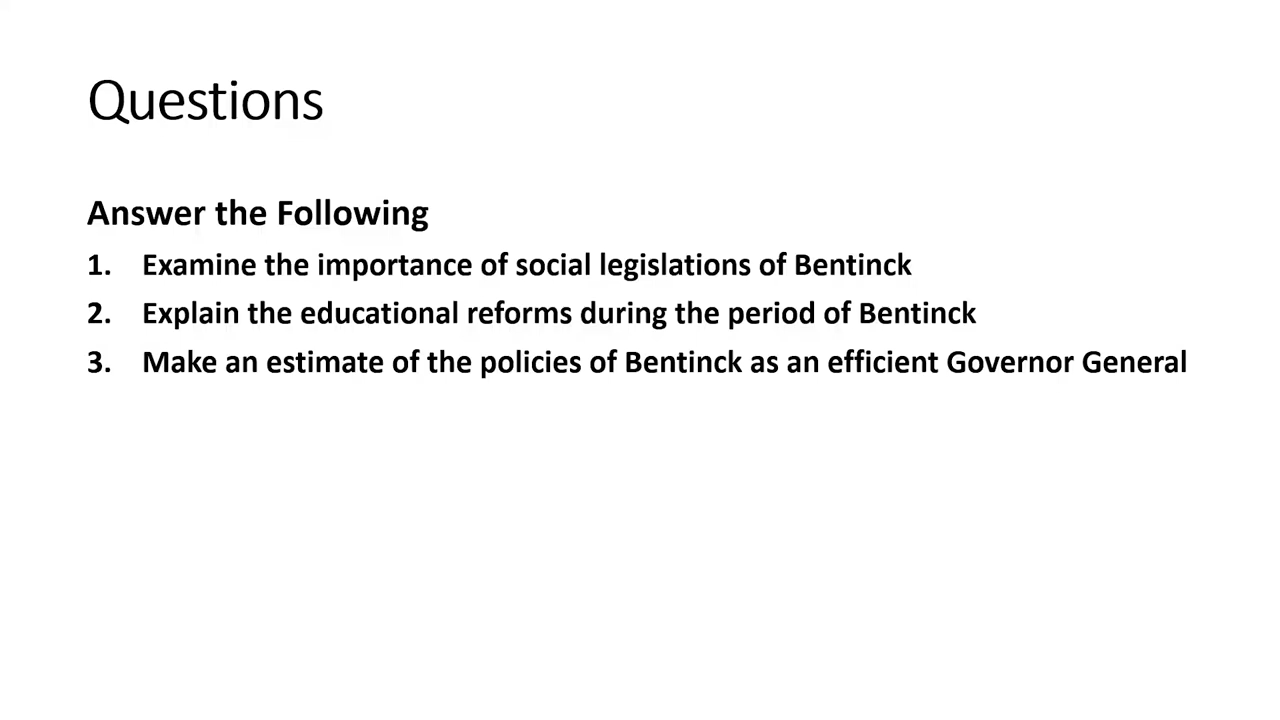 Questions
Answer the Following
1. Examine the importance of social legislations of Bentinck
2. Explain the educational reforms during the period of Bentinck
3. Make an estimate of the policies of Bentinck as an efficient Governor General